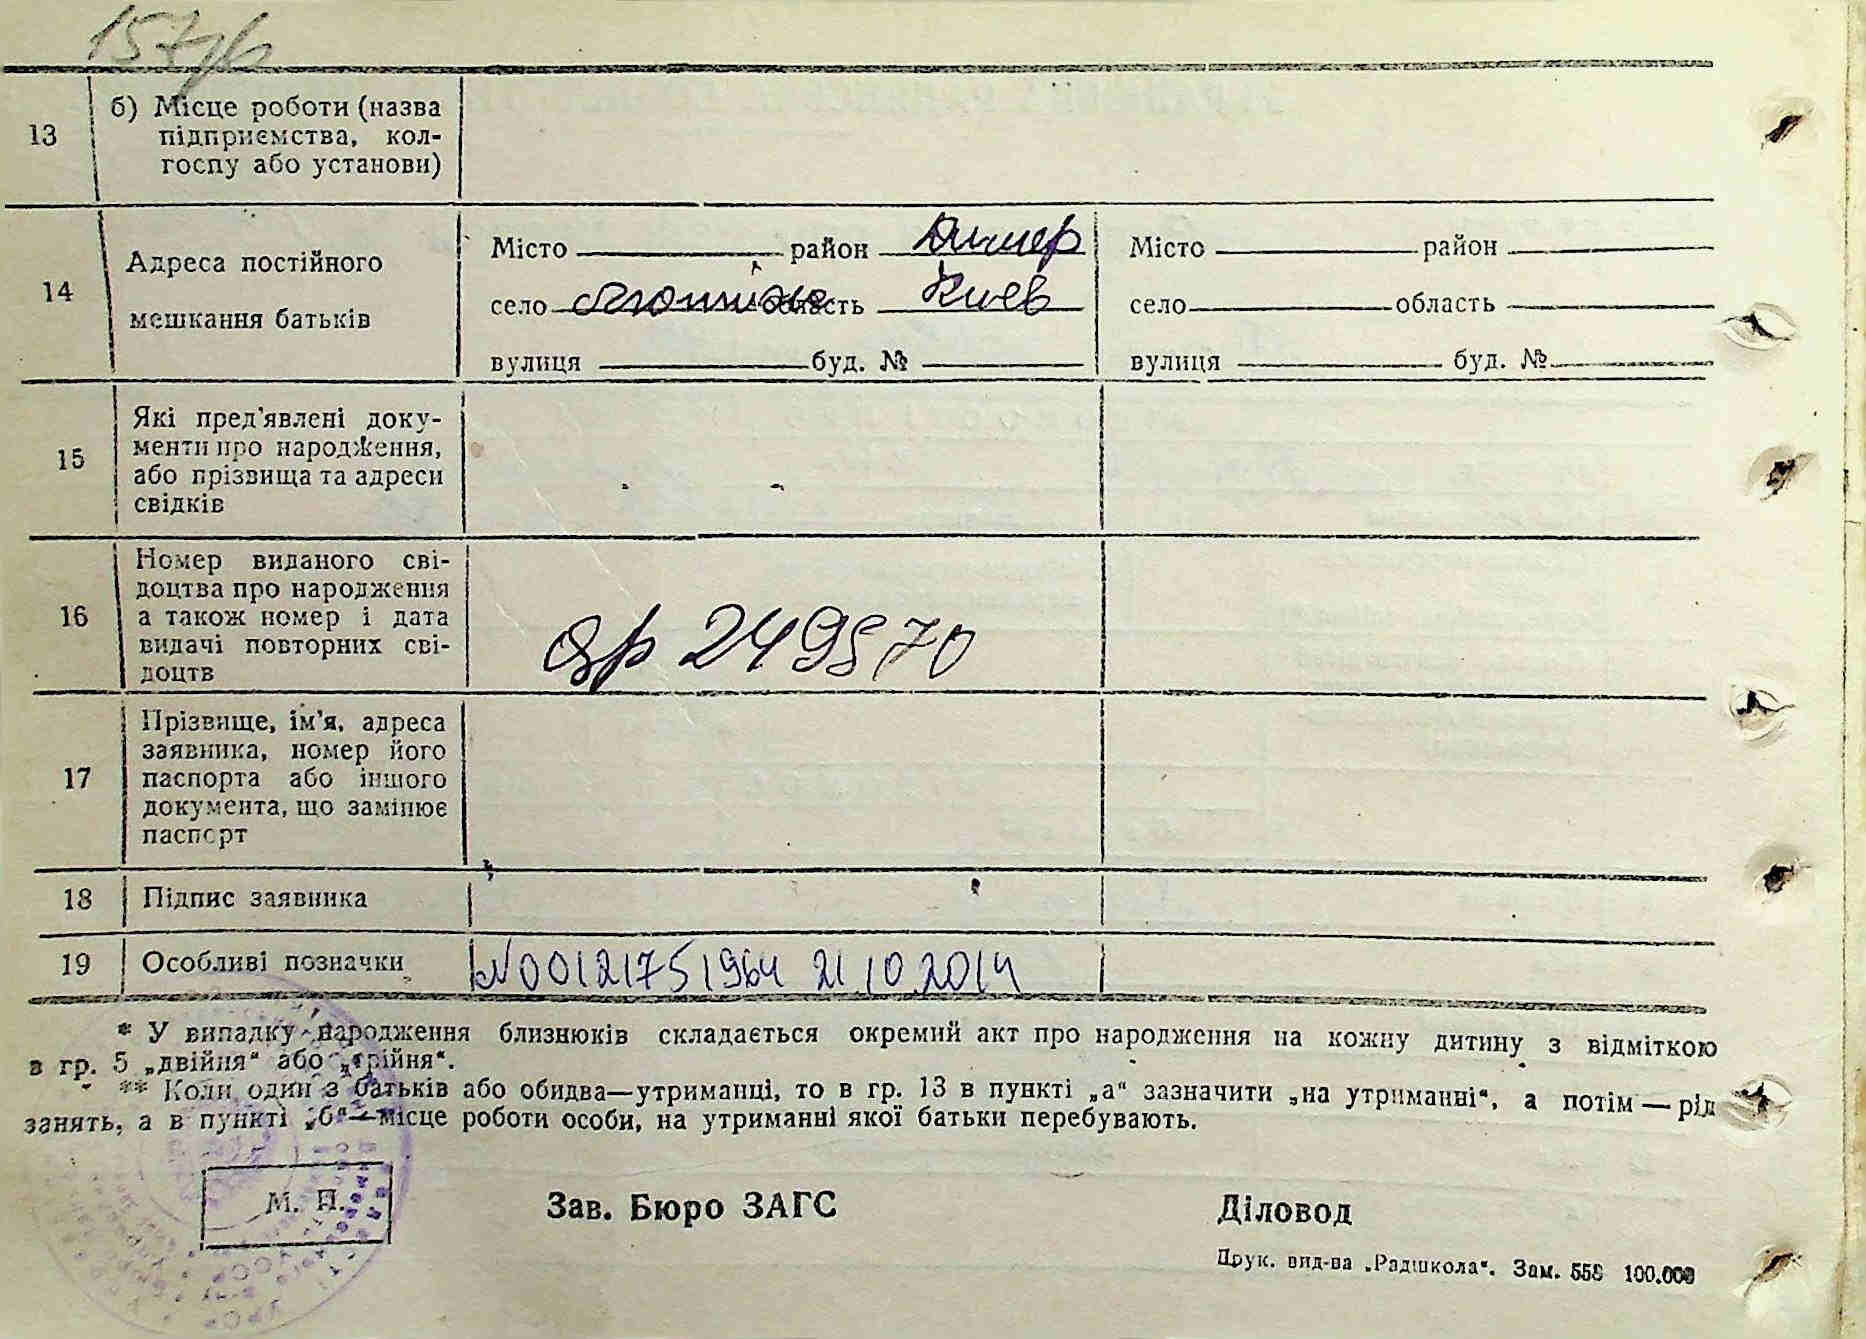 13
б) Місце роботи (назва
підприємства, кол-
госпу або установи)
14
Адреса постійного
мешкання батьків
Місто район Димер
село область Киев
вулиця буд. №
Місто район
село область
вулиця буд. №
15
Які пред'явлені доку-
менти про народження,
або прізвища та адреси
свідків
16
Номер виданого сві-
доцтва про народження
а також номер і дата
видачі повторних сві-
доцтв
249570
17
Прізвище, ім'я, адреса
заявника, номер його
паспорта або іншого
документа, що замінює
паспорт
18
Підпис заявника
19
Особливі позначки
N00121751964 21.10.2014
* У випадку народження близнюків складається окремий акт про народження на кожну дитину з відміткою
в гр. 5 „двійня“ або „трійня“.
** Коли один з батьків або обидва—утриманці, то в гр. 13 в пункті „а“ зазначити „на утриманні“, а потім — рід
занять, а в пункті „б“—місце роботи особи, на утриманні якої батьки перебувають.
М. П.
Зав. Бюро ЗАГС
Діловод
Друк. вид-ва „Радшкола“. Зам. 558 100.000